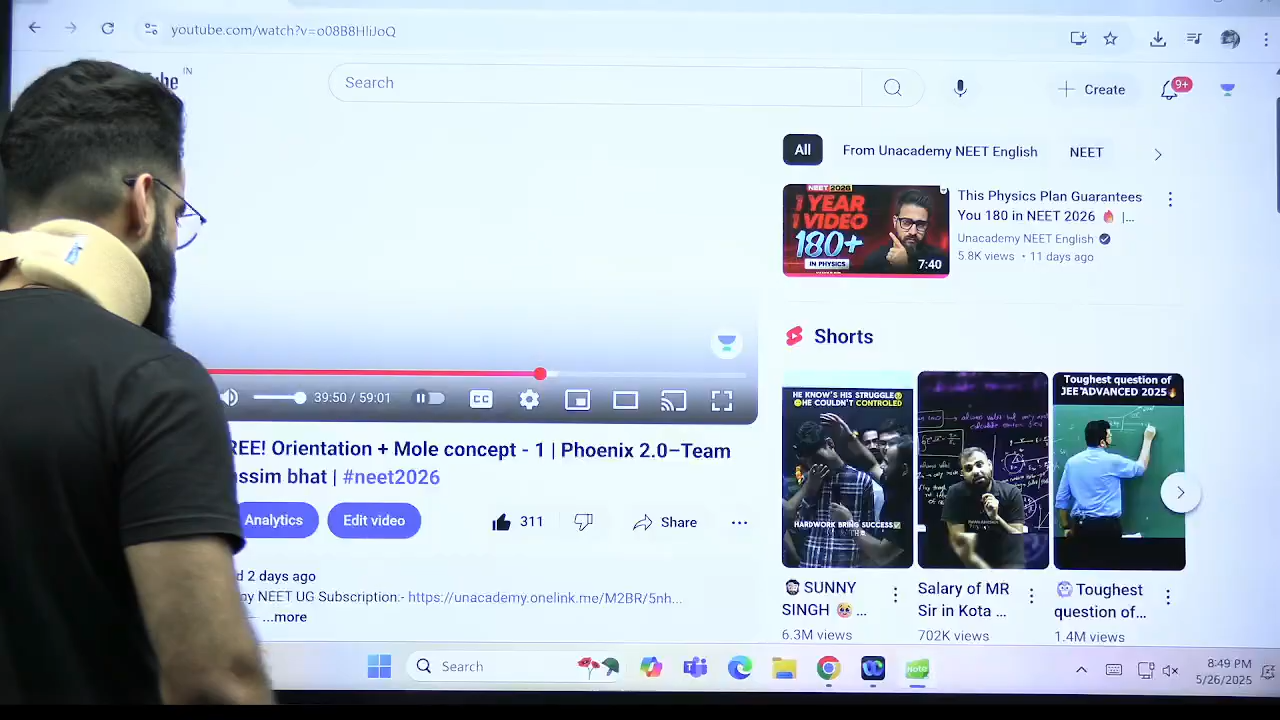 youtube.com/watch?v=o08B8HliJoQ
IN
Search
Create
9+
All
From Unacademy NEET English
NEET
NEET 2026
1 YEAR
1 VIDEO
180+
IN PHYSICS
7:40
This Physics Plan Guarantees
You 180 in NEET 2026 🔥 |...
Unacademy NEET English
5.8K views • 11 days ago
Shorts
HE KNOW'S HIS STRUGGLE
HE COULDN'T CONTROLED
HARDWORK BRING SUCCESS
Toughest question of
JEE ADVANCED 2025🔥
39:50 / 59:01
CC
REE! Orientation + Mole concept - 1 | Phoenix 2.0–Team
ssim bhat | #neet2026
Analytics
Edit video
311
Share
d 2 days ago
NEET UG Subscription:- https://unacademy.onelink.me/M2BR/5nh...
...more
SUNNY
SINGH 😿 ...
6.3M views
Salary of MR
Sir in Kota ...
702K views
Toughest
question of...
1.4M views
Search
note
8:49 PM
5/26/2025